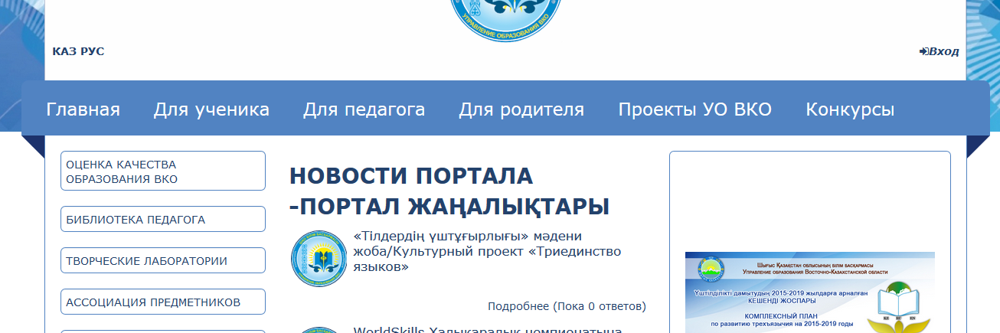 УПРАВЛЕНИЕ ОБРАЗОВАНИЯ ВКО
КАЗ РУС
Вход
Главная
Для ученика
Для педагога
Для родителя
Проекты УО ВКО
Конкурсы
ОЦЕНКА КАЧЕСТВА
ОБРАЗОВАНИЯ ВКО
БИБЛИОТЕКА ПЕДАГОГА
ТВОРЧЕСКИЕ ЛАБОРАТОРИИ
АССОЦИАЦИЯ ПРЕДМЕТНИКОВ
НОВОСТИ ПОРТАЛА
-ПОРТАЛ ЖАҢАЛЫҚТАРЫ
«Тілдердің үштұғырлығы» мәдени
жоба/Культурный проект «Триединство
языков»
Подробнее (Пока 0 ответов)
WorldSkills Халықаралық чемпионатына
Шығыс Қазақстан облысының білім басқармасы
Управление образования Восточно-Казахстанской области
Үштілділікті дамытудың 2015-2019 жылдарға арналған
КЕШЕНДІ ЖОСПАРЫ
КОМПЛЕКСНЫЙ ПЛАН
по развитию трехъязычия на 2015-2019 годы
KZ RU EN